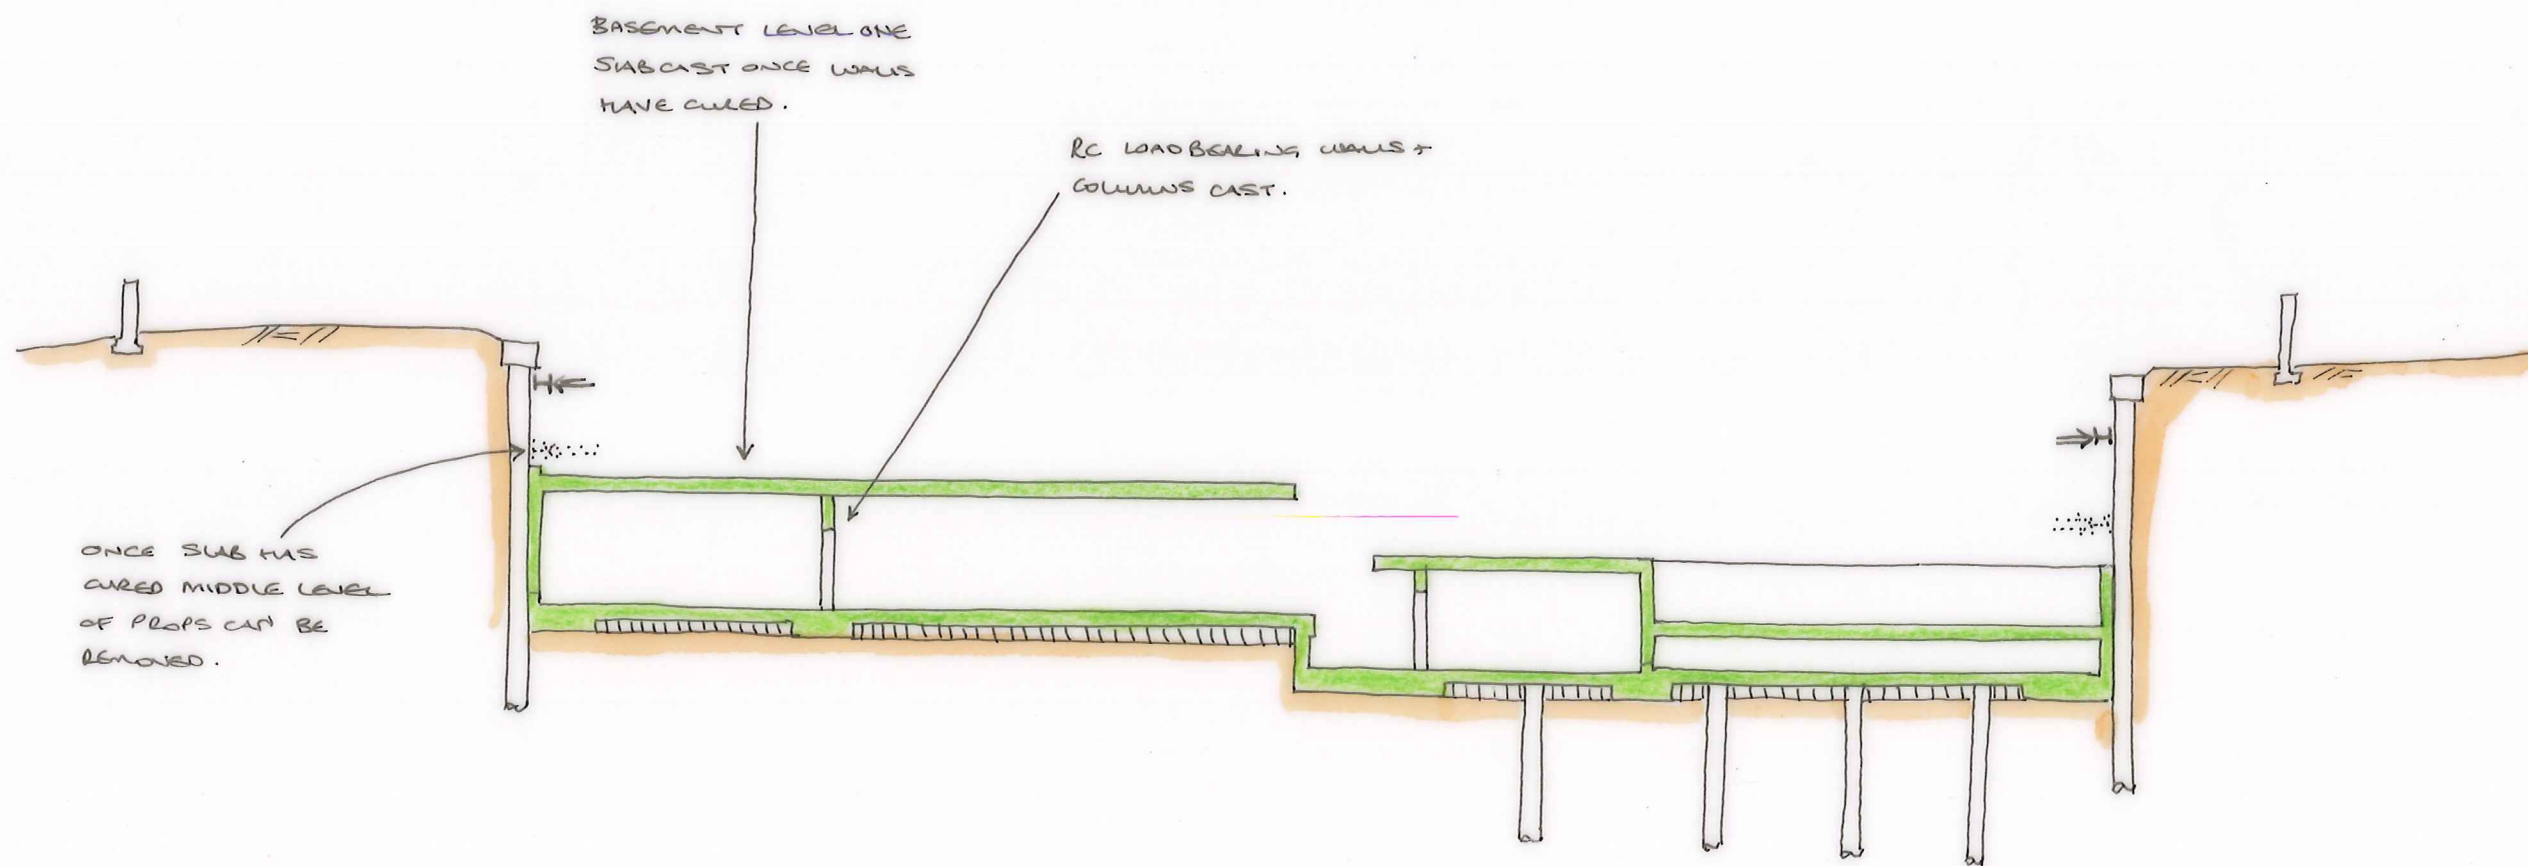 BASEMENT LEVEL ONE
SLAB CAST ONCE WALLS
HAVE CURED.
RC LOADBEARING WALLS +
COLUMNS CAST.
ONCE SLAB HAS
CURED MIDDLE LEVEL
OF PROPS CAN BE
REMOVED.